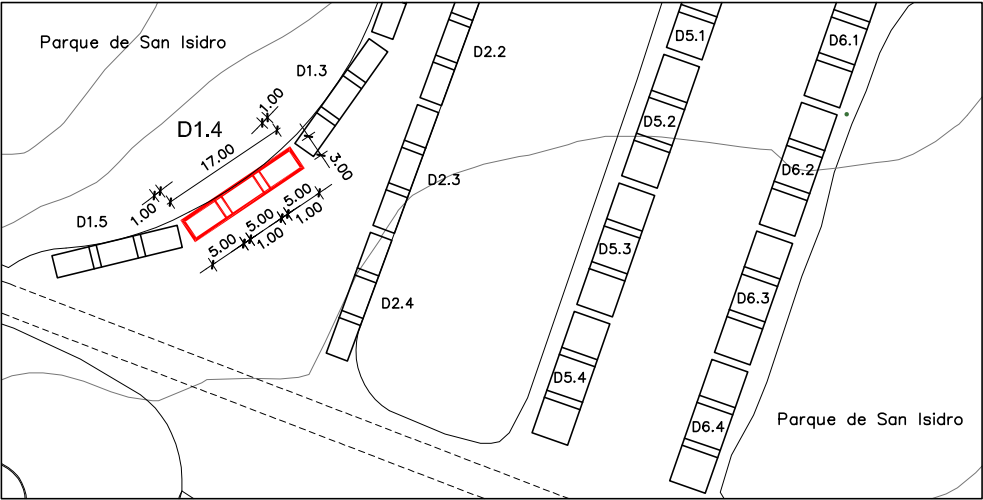 Parque de San Isidro
D1.3
D2.2
D5.1
D6.1
1.00
D1.4
17.00
3.00
D5.2
D6.2
D2.3
1.00
D1.5
5.00
5.00
5.00
1.00
1.00
D5.3
D6.3
D2.4
D5.4
D6.4
Parque de San Isidro